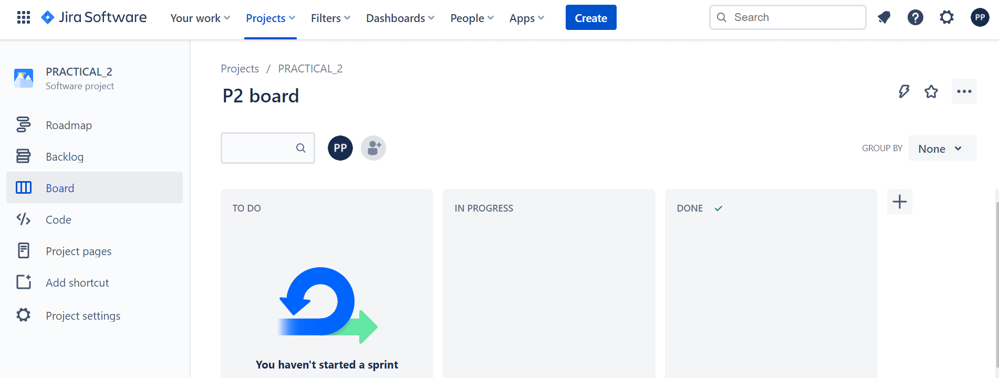 Jira Software Your work Projects Filters Dashboards People Apps Create Search PP
PRACTICAL_2
Software project
Roadmap
Backlog
Board
Code
Project pages
Add shortcut
Project settings
Projects / PRACTICAL_2
P2 board
PP GROUP BY None
TO DO IN PROGRESS DONE
You haven't started a sprint